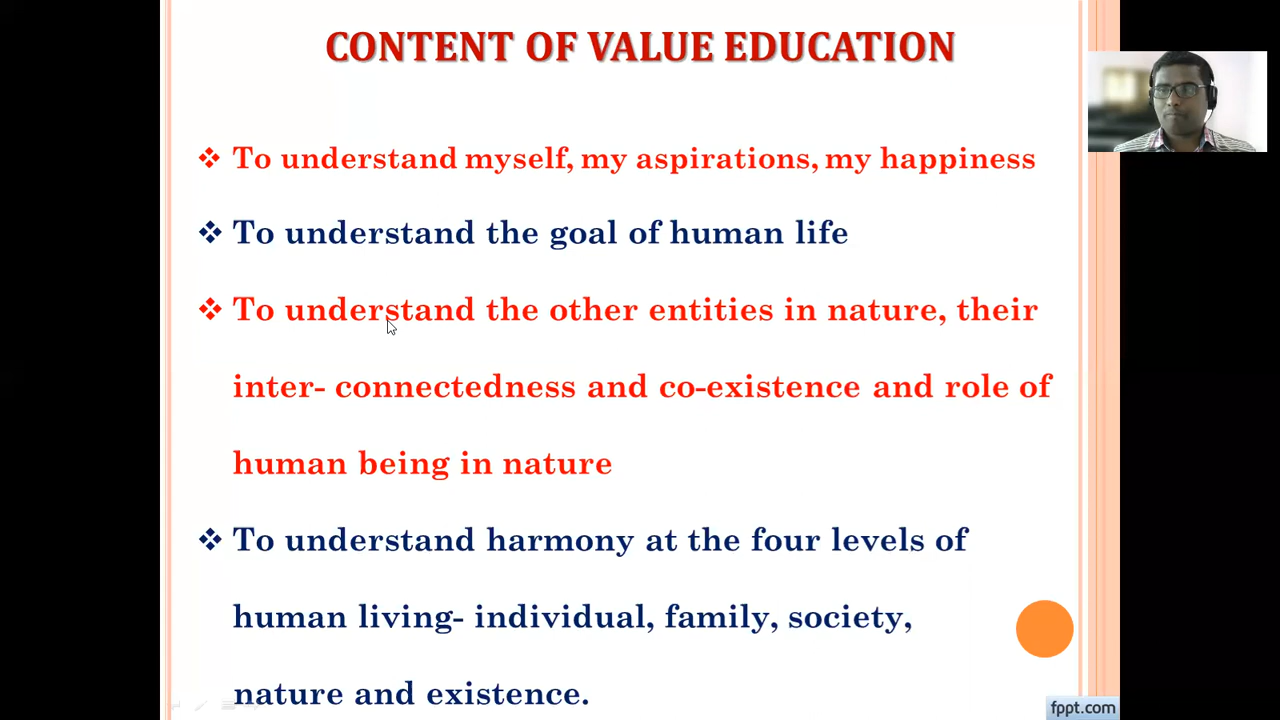 CONTENT OF VALUE EDUCATION
To understand myself, my aspirations, my happiness
To understand the goal of human life
To understand the other entities in nature, their
inter- connectedness and co-existence and role of
human being in nature
To understand harmony at the four levels of
human living- individual, family, society,
nature and existence.
fppt.com